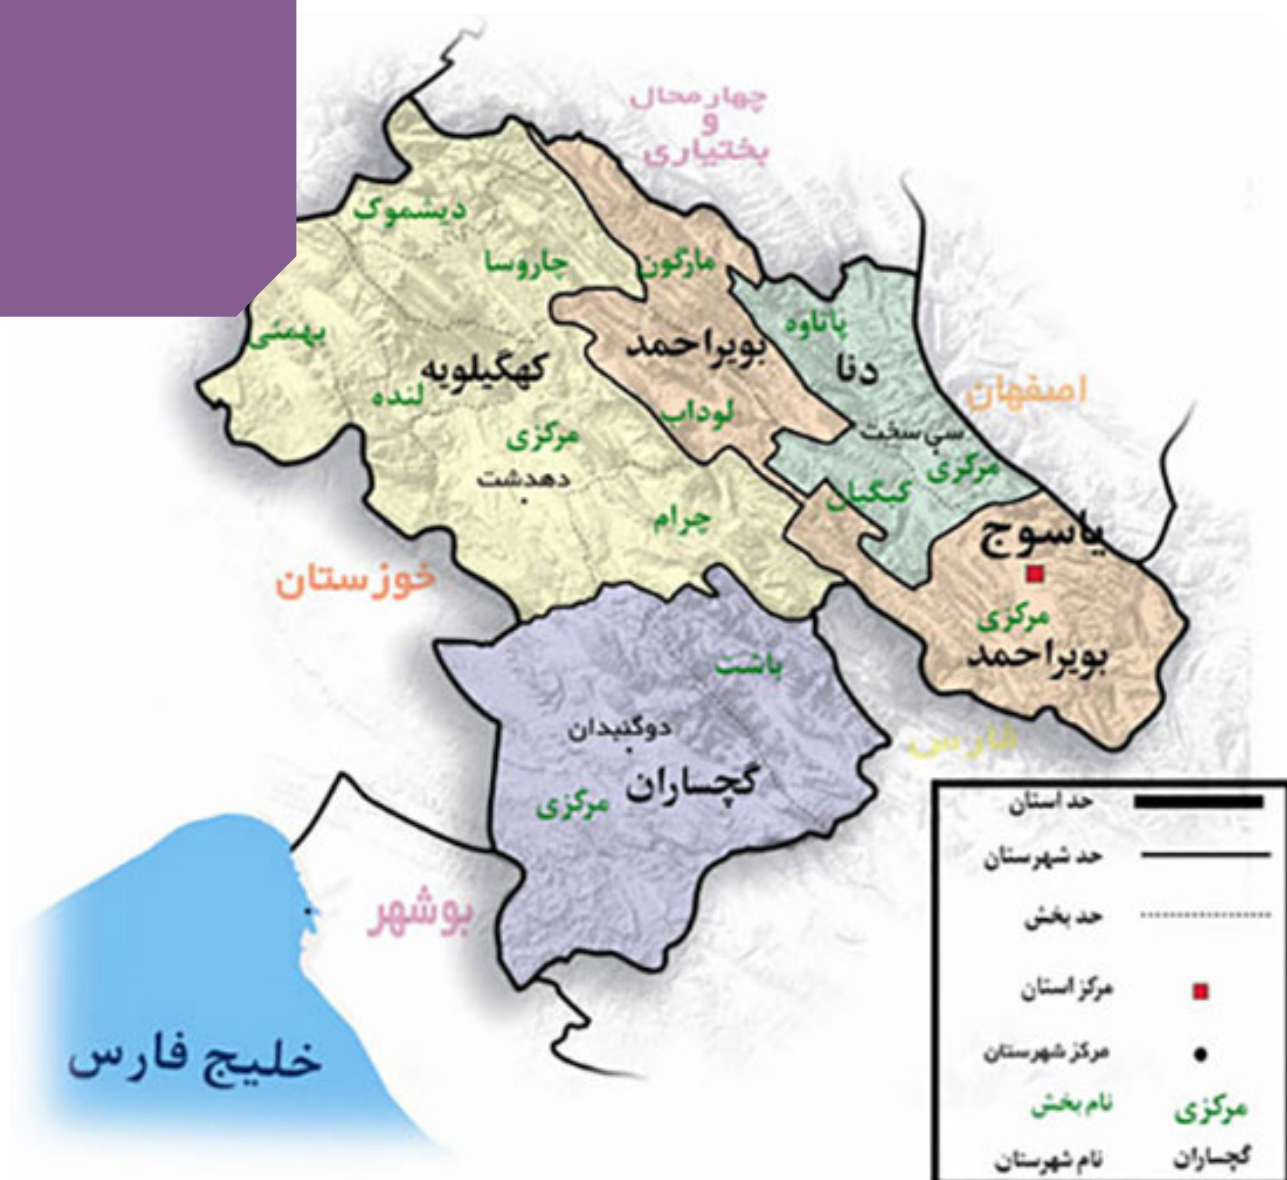 چهارمحال
و
بختیاری
دیشموک
چاروسا
مارگون
پاتاوه
بهمئی
بویراحمد
دنا
کهگیلویه
اصفهان
لنده
لوداب
سی سخت
مرکزی
مرکزی
دهدشت
کبگیان
چرام
یاسوج
خوزستان
مرکزی
بویراحمد
باشت
دوگنبدان
فارس
گچساران
مرکزی
بوشهر
خلیج فارس
حد استان
حد شهرستان
حد بخش
مرکز استان
مرکز شهرستان
مرکزی نام بخش
گچساران نام شهرستان